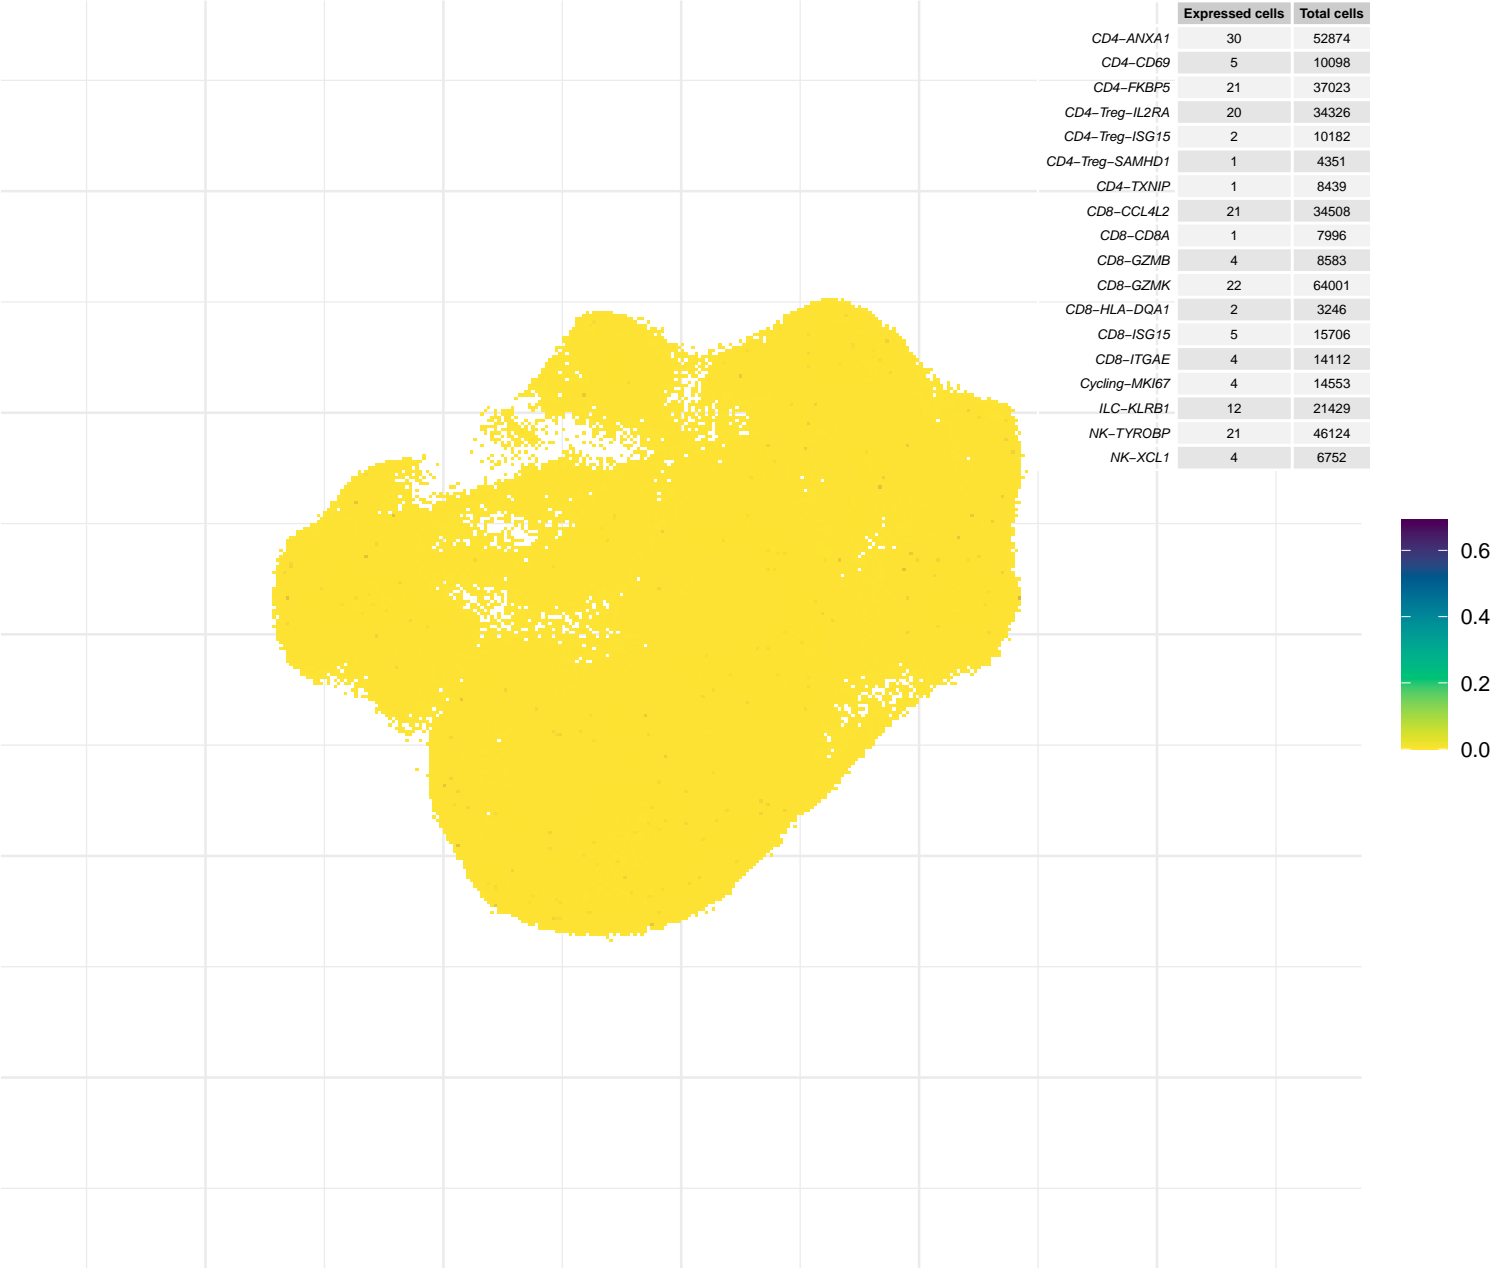 Expressed cells Total cells
CD4−ANXA1 30 52874
CD4−CD69 5 10098
CD4−FKBP5 21 37023
CD4−Treg−IL2RA 20 34326
CD4−Treg−ISG15 2 10182
CD4−Treg−SAMHD1 1 4351
CD4−TXNIP 1 8439
CD8−CCL4L2 21 34508
CD8−CD8A 1 7996
CD8−GZMB 4 8583
CD8−GZMK 22 64001
CD8−HLA−DQA1 2 3246
CD8−ISG15 5 15706
CD8−ITGAE 4 14112
Cycling−MKI67 4 14553
ILC−KLRB1 12 21429
NK−TYROBP 21 46124
NK−XCL1 4 6752
0.6
0.4
0.2
0.0